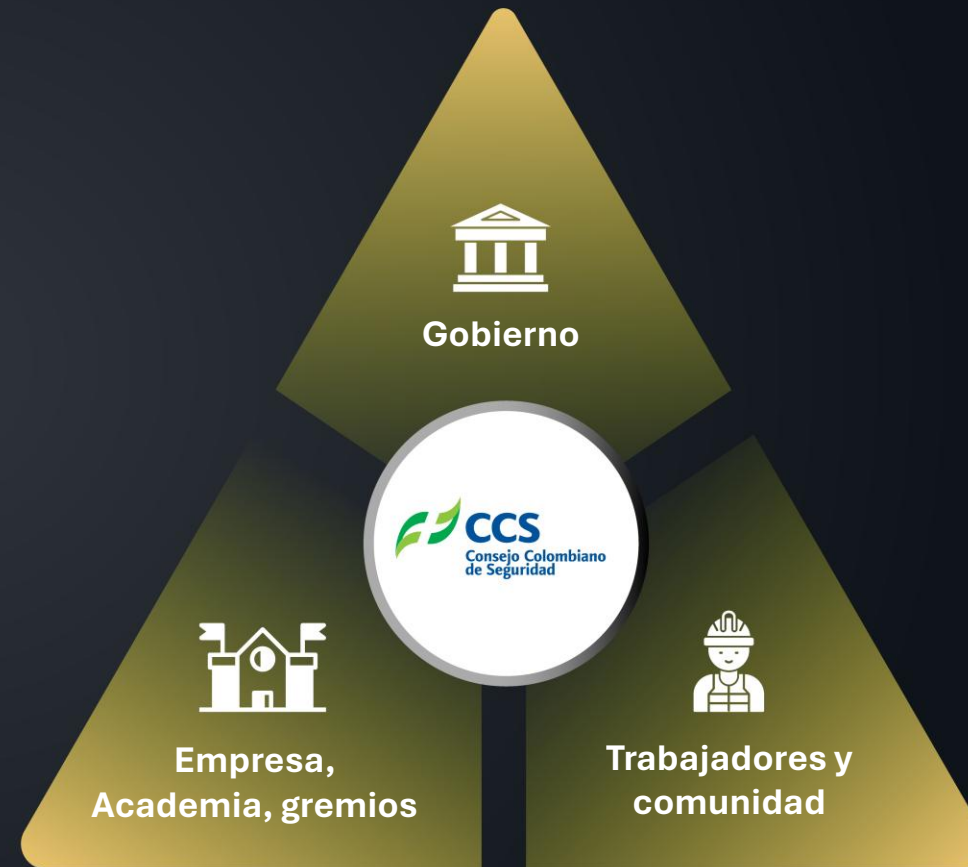 Gobierno
CCS
Consejo Colombiano
de Seguridad
Empresa,
Academia, gremios
Trabajadores y
comunidad